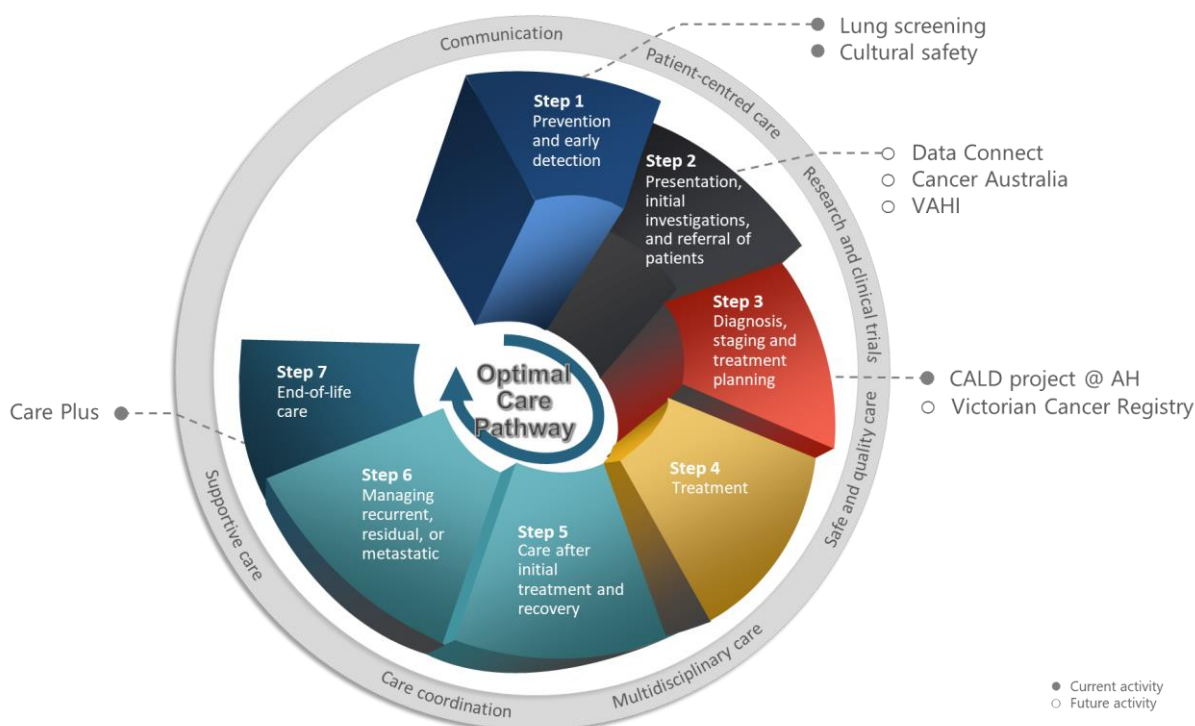 Communication
Patient-centred care
Research and clinical trials
Safe and quality care
Multidisciplinary care
Care coordination
Supportive care
Lung screening
Cultural safety
Data Connect
Cancer Australia
VAHI
CALD project @ AH
Victorian Cancer Registry
Care Plus
Step 1
Prevention
and early
detection
Step 2
Presentation,
initial
investigations,
and referral of
patients
Step 3
Diagnosis,
staging and
treatment
planning
Step 4
Treatment
Step 5
Care after
initial
treatment and
recovery
Step 6
Managing
recurrent,
residual, or
metastatic
Step 7
End-of-life
care
Optimal
Care
Pathway
Current activity
Future activity